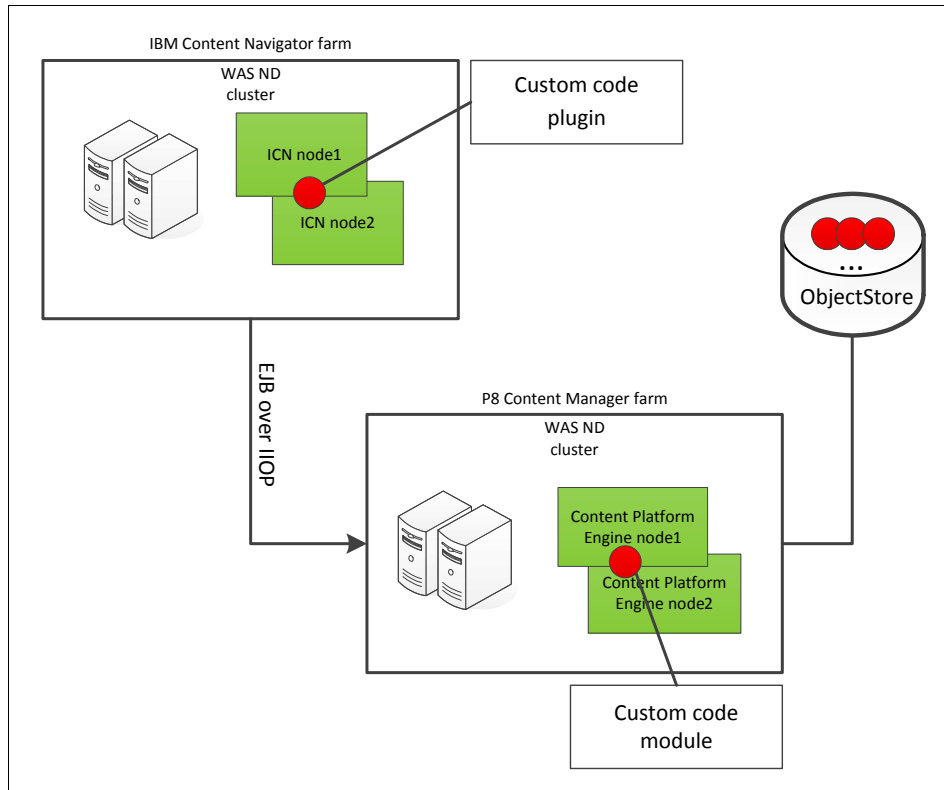 IBM Content Navigator farm
WAS ND
cluster
Custom code
plugin
ICN node1
ICN node2
...
ObjectStore
EJB over IIOP
P8 Content Manager farm
WAS ND
cluster
Content Platform
Engine node1
Content Platform
Engine node2
Custom code
module